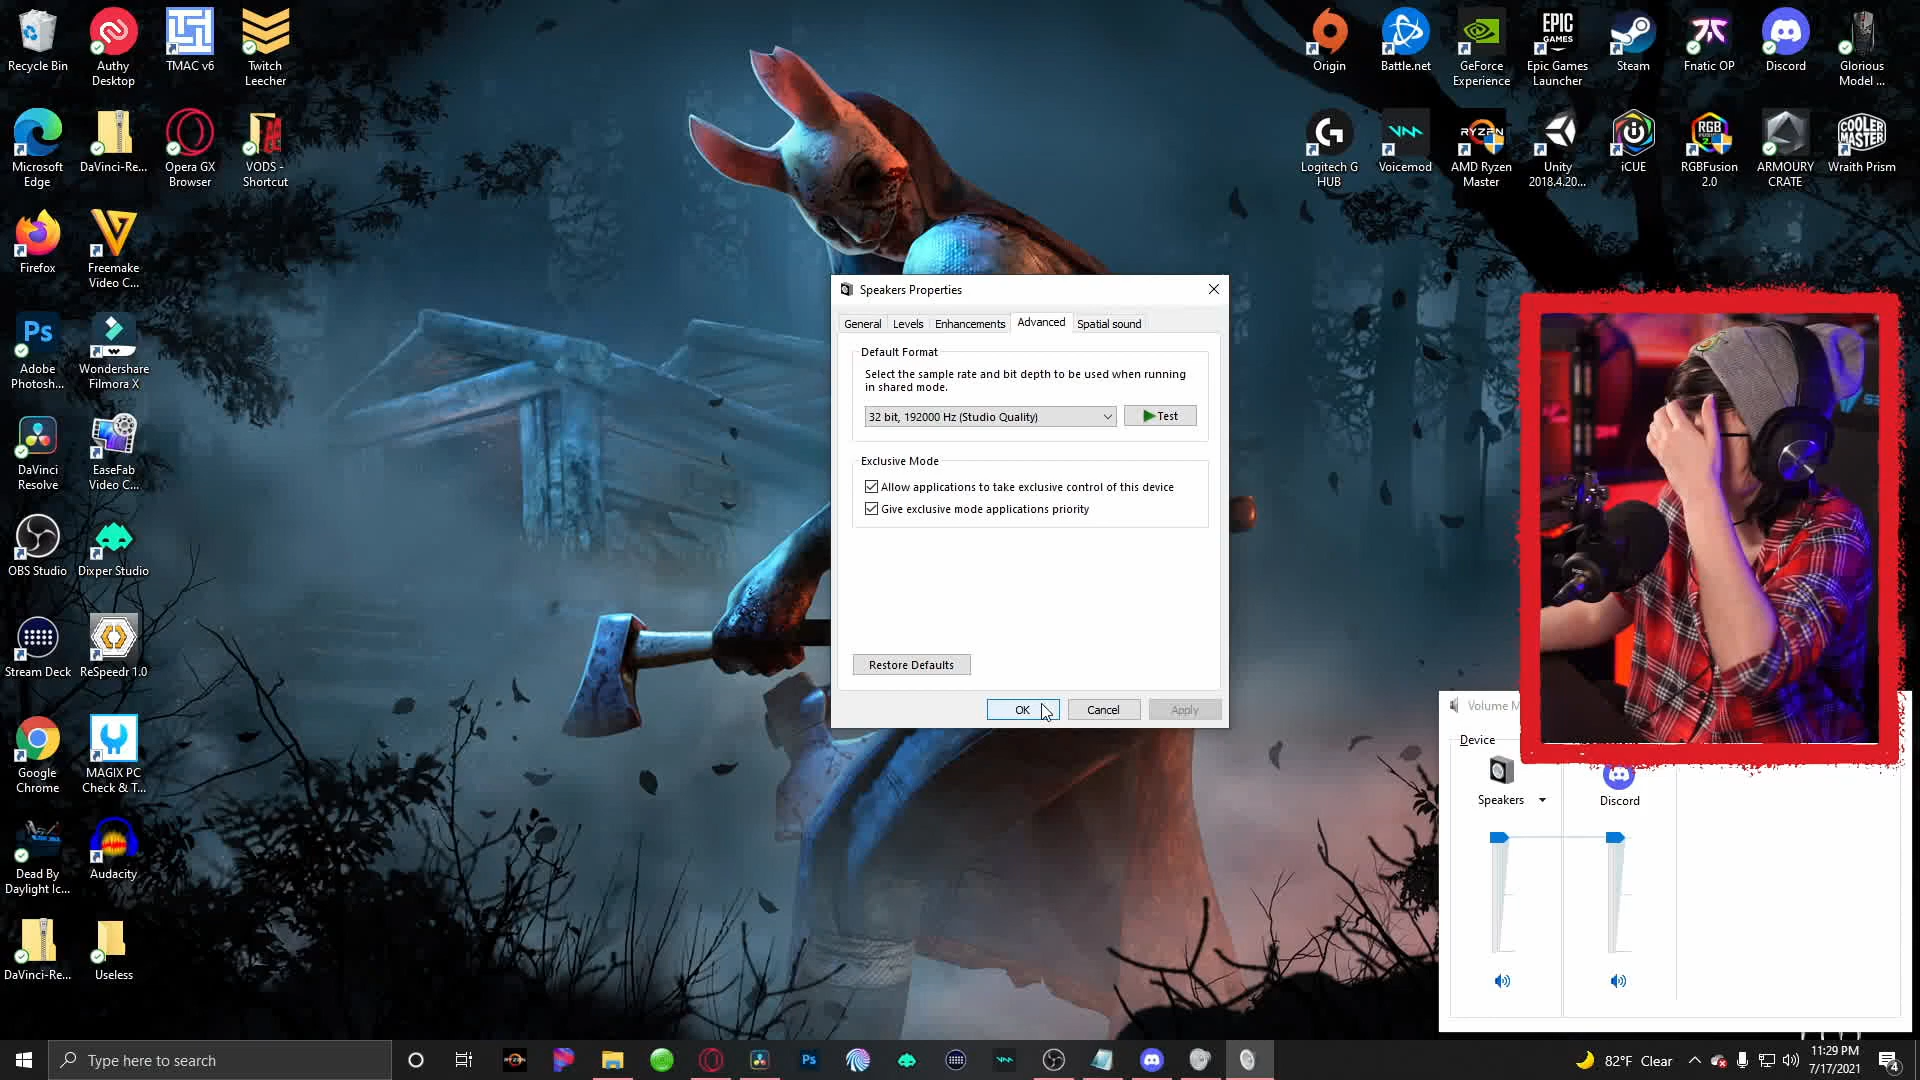 Recycle Bin
Authy
Desktop
TMAC v6
Twitch
Leecher
Origin
Battle.net
GeForce
Experience
EPIC
GAMES
Epic Games
Launcher
Steam
Fnatic OP
Discord
Glorious
Model ...
Microsoft
Edge
DaVinci-Re...
Opera GX
Browser
VODS -
Shortcut
Logitech G
HUB
Voicemod
RYZEN
AMD Ryzen
Master
Unity
2018.4.20...
iCUE
RGB
RGBFusion
2.0
ARMOURY
CRATE
COOLER
MASTER
Wraith Prism
Firefox
Freemake
Video C...
Ps
Adobe
Photosh...
Wondershare
Filmora X
DaVinci
Resolve
EaseFab
Video C...
OBS Studio
Dixper Studio
Stream Deck
ReSpeedr 1.0
Google
Chrome
MAGIX PC
Check & T...
Dead By
Daylight Ic...
Audacity
DaVinci-Re...
Useless
Speakers Properties
General
Levels
Enhancements
Advanced
Spatial sound
Default Format
Select the sample rate and bit depth to be used when running
in shared mode.
32 bit, 192000 Hz (Studio Quality)
Test
Exclusive Mode
Allow applications to take exclusive control of this device
Give exclusive mode applications priority
Restore Defaults
OK
Cancel
Apply
Volume M
Device
Speakers
Discord
Type here to search
RYZEN
Ps
82°F Clear
11:29 PM
7/17/2021
4